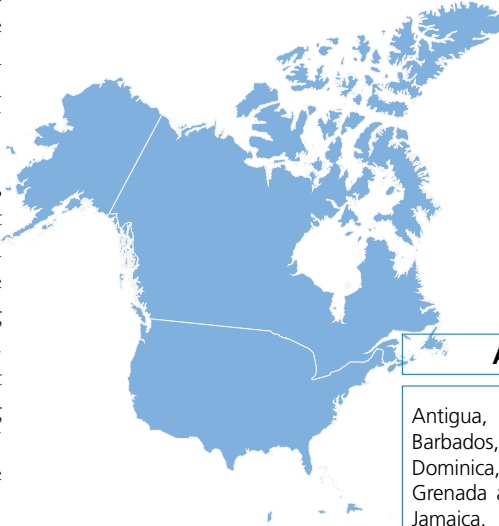 A
Antigua,
Barbados,
Dominica,
Grenada a
Jamaica,